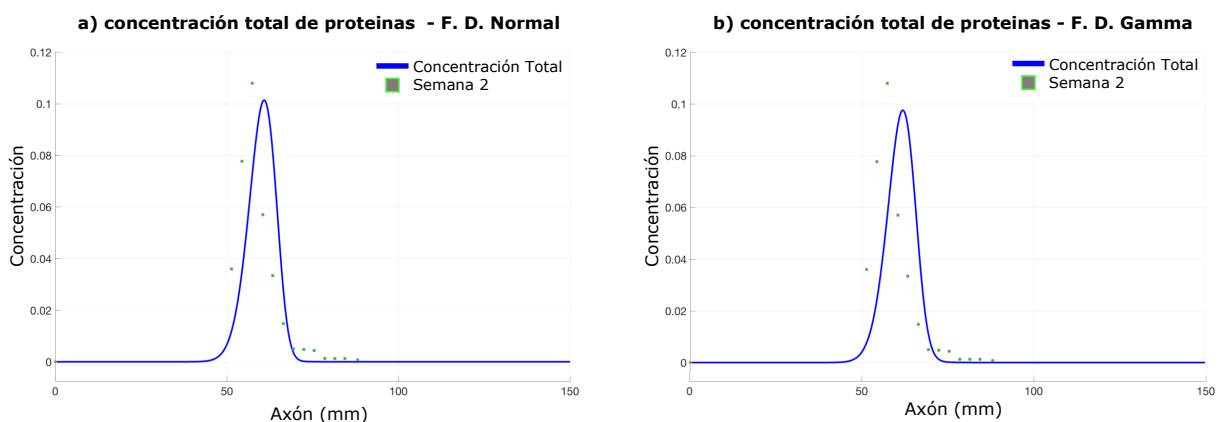 a) concentración total de proteinas - F. D. Normal
0.12
0.1
0.08
0.06
0.04
0.02
0
Concentración
Concentración Total
Semana 2
0
50
100
150
Axón (mm)
b) concentración total de proteinas - F. D. Gamma
0.12
0.1
0.08
0.06
0.04
0.02
0
Concentración
Concentración Total
Semana 2
0
50
100
150
Axón (mm)